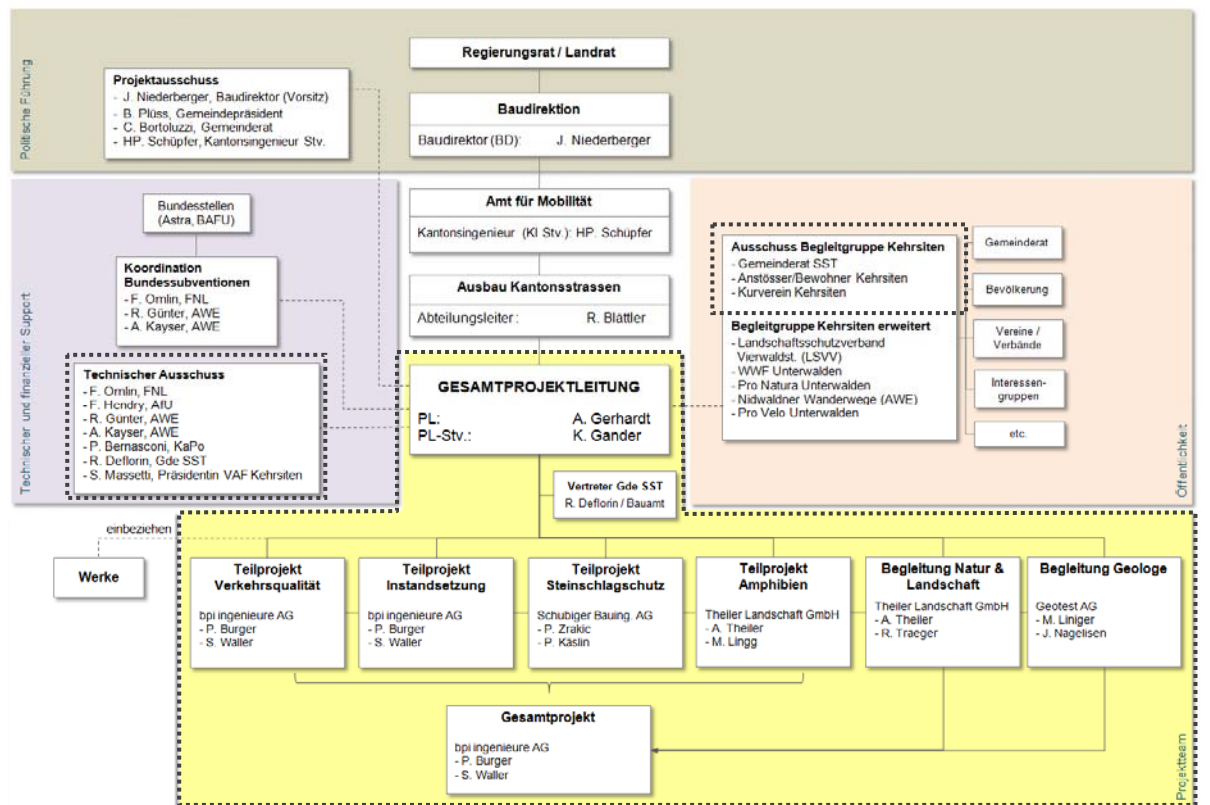 Politische Führung
Regierungsrat / Landrat
Projektausschuss
- J. Niederberger, Baudirektor (Vorsitz)
- B. Plüss, Gemeindepräsident
- C. Bortoluzzi, Gemeinderat
- HP. Schüpfer, Kantonsingenieur Stv.
Baudirektion
Baudirektor (BD): J. Niederberger
Technischer und finanzieller Support
Bundesstellen
(Astra, BAFU)
Koordination
Bundessubventionen
- F. Omlin, FNL
- R. Günter, AWE
- A. Kayser, AWE
Technischer Ausschuss
- F. Omlin, FNL
- F. Hendry, AfU
- R. Günter, AWE
- A. Kayser, AWE
- P. Bernasconi, KaPo
- R. Deflorin, Gde SST
- S. Massetti, Präsidentin VAF Kehrsiten
Amt für Mobilität
Kantonsingenieur (KI Stv.): HP. Schüpfer
Ausbau Kantonsstrassen
Abteilungsleiter: R. Blättler
GESAMTPROJEKTLEITUNG
PL: A. Gerhardt
PL-Stv.: K. Gander
Ausschuss Begleitgruppe Kehrsiten
- Gemeinderat SST
- Anstösser/Bewohner Kehrsiten
- Kurverein Kehrsiten
Begleitgruppe Kehrsiten erweitert
- Landschaftsschutzverband
Vierwaldst. (LSVV)
- WWF Unterwalden
- Pro Natura Unterwalden
- Nidwaldner Wanderwege (AWE)
- Pro Velo Unterwalden
Gemeinderat
Bevölkerung
Vereine /
Verbände
Interessen-
gruppen
etc.
Öffentlichkeit
Vertreter Gde SST
R. Deflorin / Bauamt
einbeziehen
Werke
Teilprojekt
Verkehrsqualität
bpi ingenieure AG
- P. Burger
- S. Waller
Teilprojekt
Instandsetzung
bpi ingenieure AG
- P. Burger
- S. Waller
Teilprojekt
Steinschlagschutz
Schubiger Bauing. AG
- P. Zrakic
- P. Käslin
Teilprojekt
Amphibien
Theiler Landschaft GmbH
- A. Theiler
- M. Lingg
Begleitung Natur &
Landschaft
Theiler Landschaft GmbH
- A. Theiler
- R. Traeger
Begleitung Geologe
Geotest AG
- M. Liniger
- J. Nagelisen
Gesamtprojekt
bpi ingenieure AG
- P. Burger
- S. Waller
Projektteam